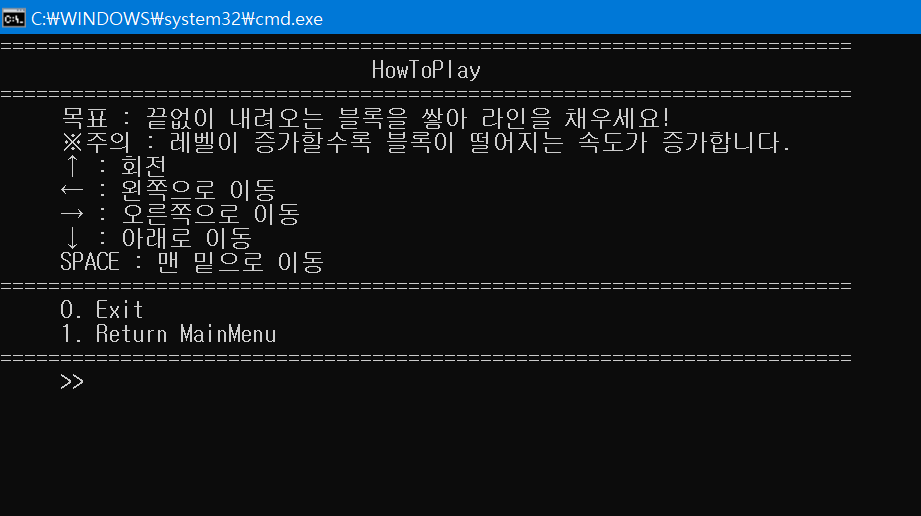 C:₩WINDOWS₩system32₩cmd.exe
=======================================================================
HowToPlay
=======================================================================
목표 : 끝없이 내려오는 블록을 쌓아 라인을 채우세요!
※주의 : 레벨이 증가할수록 블록이 떨어지는 속도가 증가합니다.
↑ : 회전
← : 왼쪽으로 이동
→ : 오른쪽으로 이동
↓ : 아래로 이동
SPACE : 맨 밑으로 이동
=======================================================================
0. Exit
1. Return MainMenu
=======================================================================
>>